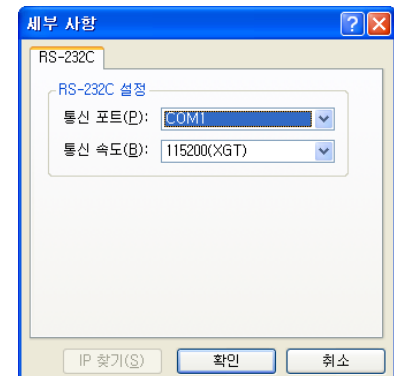 세부 사항
RS-232C
RS-232C 설정
통신 포트(P): COM1
통신 속도(B): 115200(XGT)
IP 찾기(S) 확인 취소